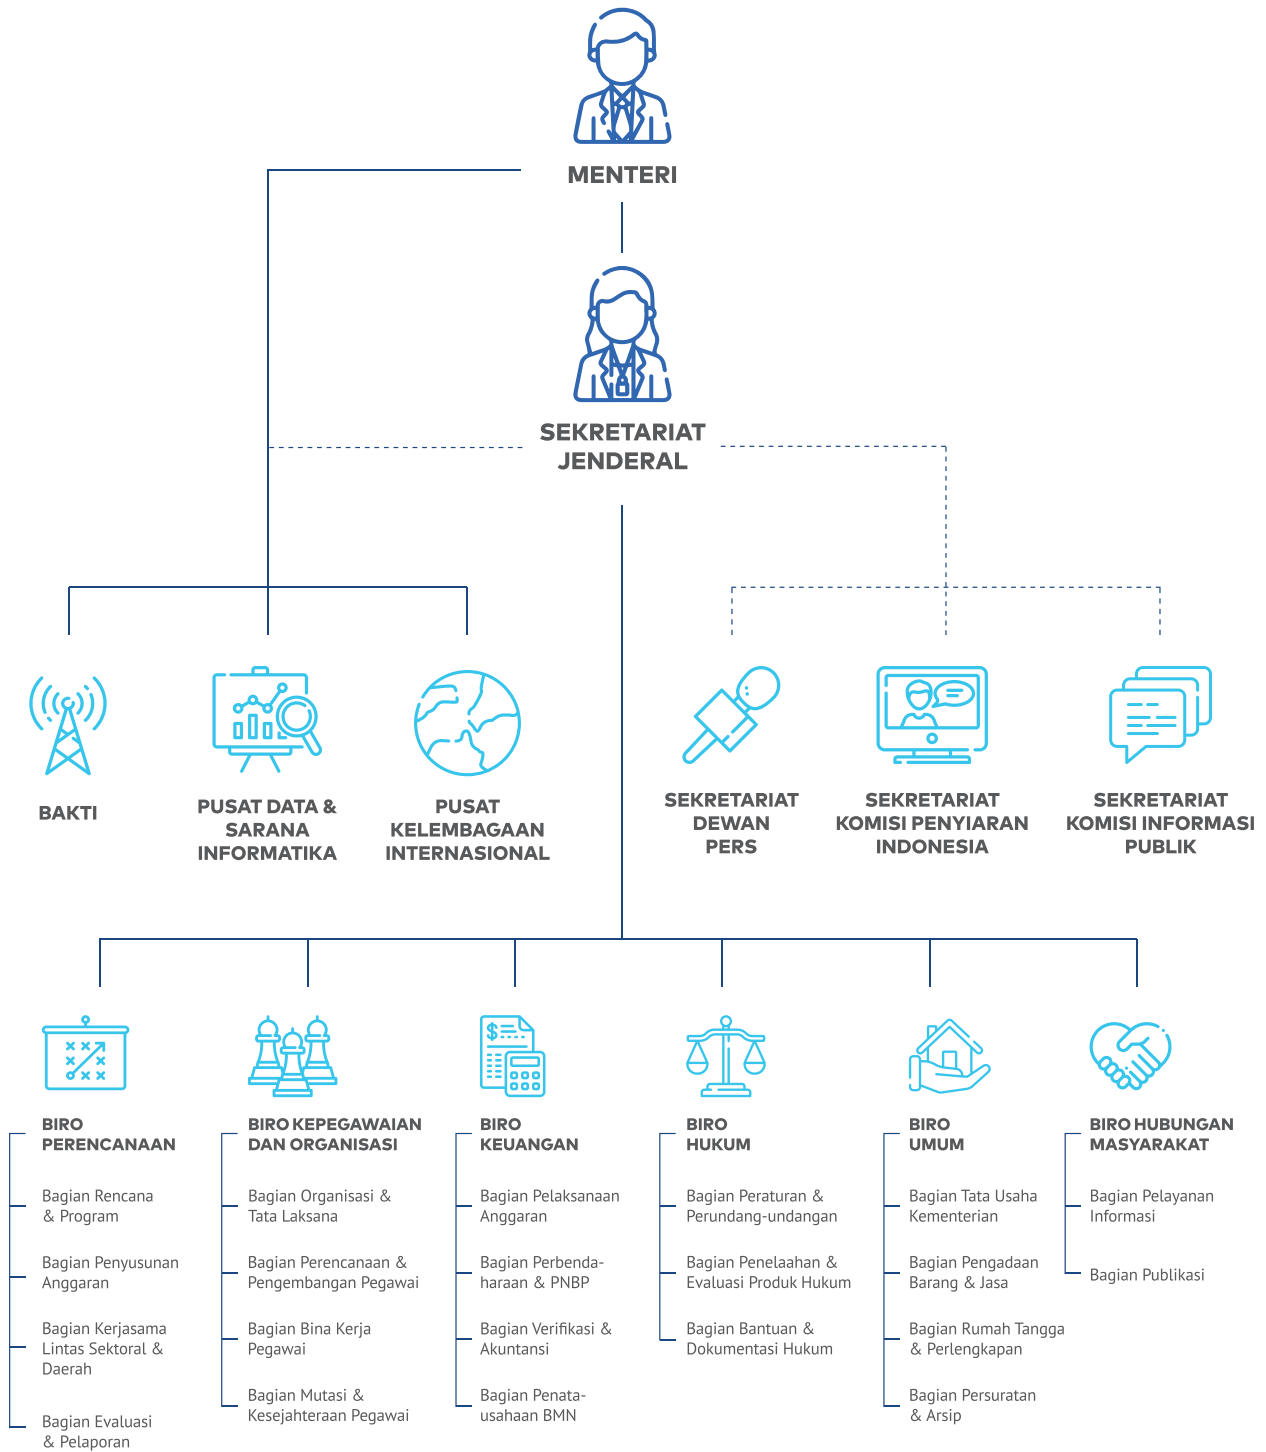 MENTERI
SEKRETARIAT
JENDERAL
BAKTI
PUSAT DATA &
SARANA
INFORMATIKA
PUSAT
KELEMBAGAAN
INTERNASIONAL
SEKRETARIAT
DEWAN
PERS
SEKRETARIAT
KOMISI PENYIARAN
INDONESIA
SEKRETARIAT
KOMISI INFORMASI
PUBLIK
BIRO
PERENCANAAN
Bagian Rencana
& Program
Bagian Penyusunan
Anggaran
Bagian Kerjasama
Lintas Sektoral &
Daerah
Bagian Evaluasi
& Pelaporan
BIRO KEPEGAWAIAN
DAN ORGANISASI
Bagian Organisasi &
Tata Laksana
Bagian Perencanaan &
Pengembangan Pegawai
Bagian Bina Kerja
Pegawai
Bagian Mutasi &
Kesejahteraan Pegawai
BIRO
KEUANGAN
Bagian Pelaksanaan
Anggaran
Bagian Perbenda-
haraan & PNBP
Bagian Verifikasi &
Akuntansi
Bagian Penata-
usahaan BMN
BIRO
HUKUM
Bagian Peraturan &
Perundang-undangan
Bagian Penelaahan &
Evaluasi Produk Hukum
Bagian Bantuan &
Dokumentasi Hukum
BIRO
UMUM
Bagian Tata Usaha
Kementerian
Bagian Pengadaan
Barang & Jasa
Bagian Rumah Tangga
& Perlengkapan
Bagian Persuratan
& Arsip
BIRO HUBUNGAN
MASYARAKAT
Bagian Pelayanan
Informasi
Bagian Publikasi